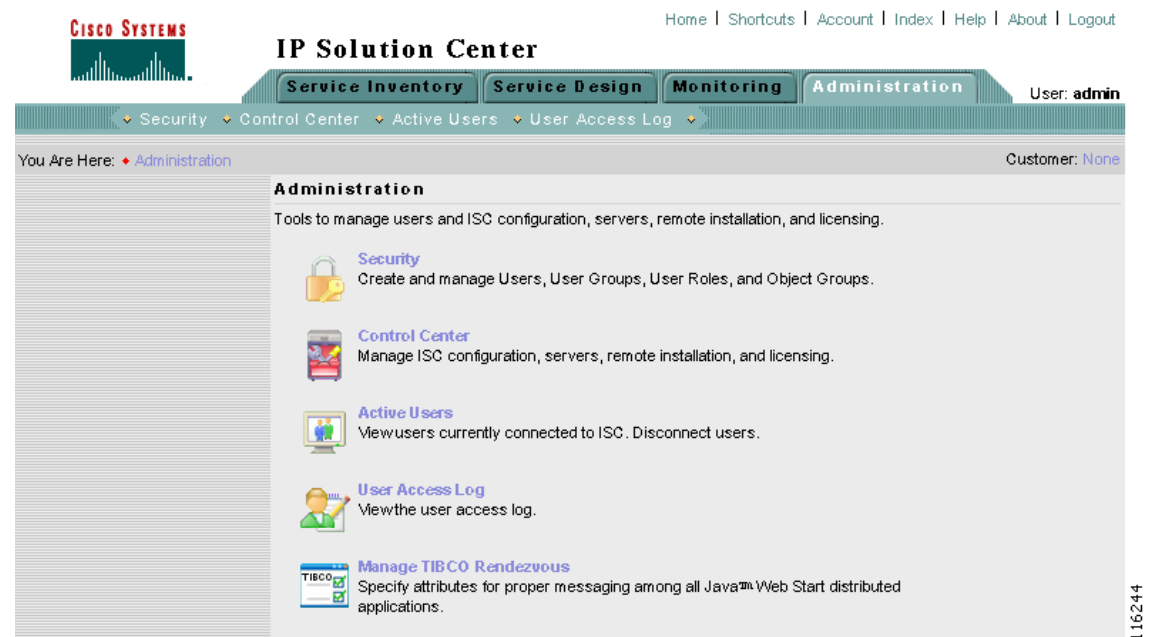 Home | Shortcuts | Account | Index | Help | About | Logout
CISCO SYSTEMS
IP Solution Center
Service Inventory Service Design Monitoring Administration
User: admin
Security Control Center Active Users User Access Log
You Are Here: Administration
Customer: None
Administration
Tools to manage users and ISC configuration, servers, remote installation, and licensing.
Security
Create and manage Users, User Groups, User Roles, and Object Groups.
Control Center
Manage ISC configuration, servers, remote installation, and licensing.
Active Users
View users currently connected to ISC. Disconnect users.
User Access Log
View the user access log.
TIBCO
Manage TIBCO Rendezvous
Specify attributes for proper messaging among all Java™ Web Start distributed
applications.
116244